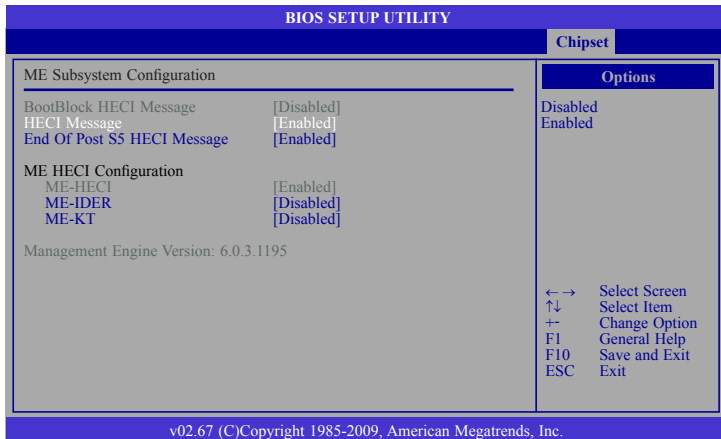 BIOS SETUP UTILITY
Chipset
ME Subsystem Configuration
BootBlock HECI Message [Disabled]
HECI Message [Enabled]
End Of Post S5 HECI Message [Enabled]
ME HECI Configuration
ME-HECI [Enabled]
ME-IDER [Disabled]
ME-KT [Disabled]
Management Engine Version: 6.0.3.1195
Options
Disabled
Enabled
←→ Select Screen
↑↓ Select Item
+- Change Option
F1 General Help
F10 Save and Exit
ESC Exit
v02.67 (C)Copyright 1985-2009, American Megatrends, Inc.